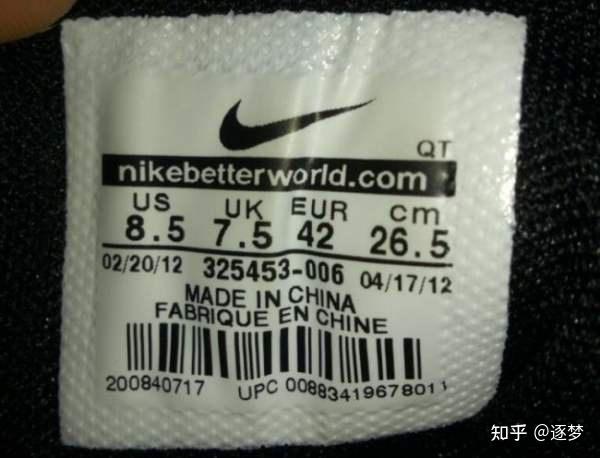 QT
nikebetterworld.com
US UK EUR cm
8.5 7.5 42 26.5
02/20/12 325453-006 04/17/12
MADE IN CHINA
FABRIQUE EN CHINE
200840717 UPC 00883419678011
知乎 @逐梦